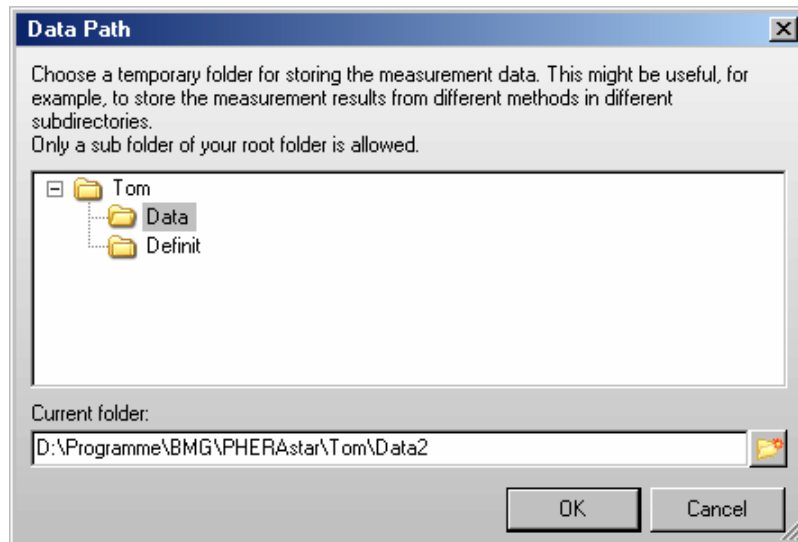 Data Path
Choose a temporary folder for storing the measurement data. This might be useful, for
example, to store the measurement results from different methods in different
subdirectories.
Only a sub folder of your root folder is allowed.
Tom
Data
Definit
Current folder:
D:\Programme\BMG\PHERAstar\Tom\Data2
OK
Cancel